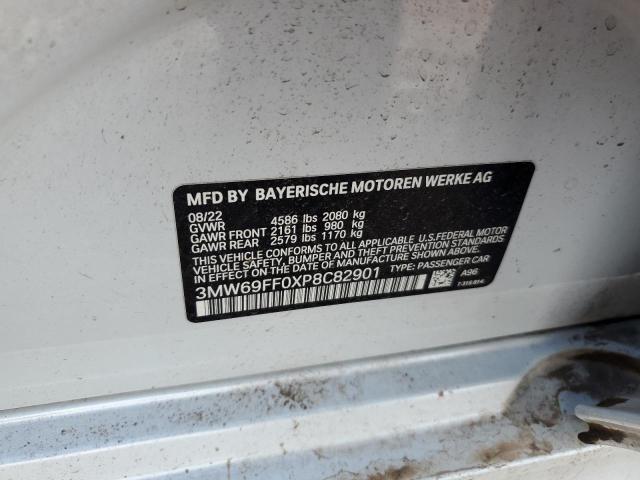 MFD BY BAYERISCHE MOTOREN WERKE AG
08/22
GVWR 4586 lbs 2080 kg
GAWR FRONT 2161 lbs 980 kg
GAWR REAR 2579 lbs 1170 kg
THIS VEHICLE CONFORMS TO ALL APPLICABLE U.S.FEDERAL MOTOR
VEHICLE SAFETY, BUMPER, AND THEFT PREVENTION STANDARDS IN
EFFECT ON THE DATE OF MANUFACTURE SHOWN ABOVE.
3MW69FF0XP8C82901 TYPE: PASSENGER CAR
A96